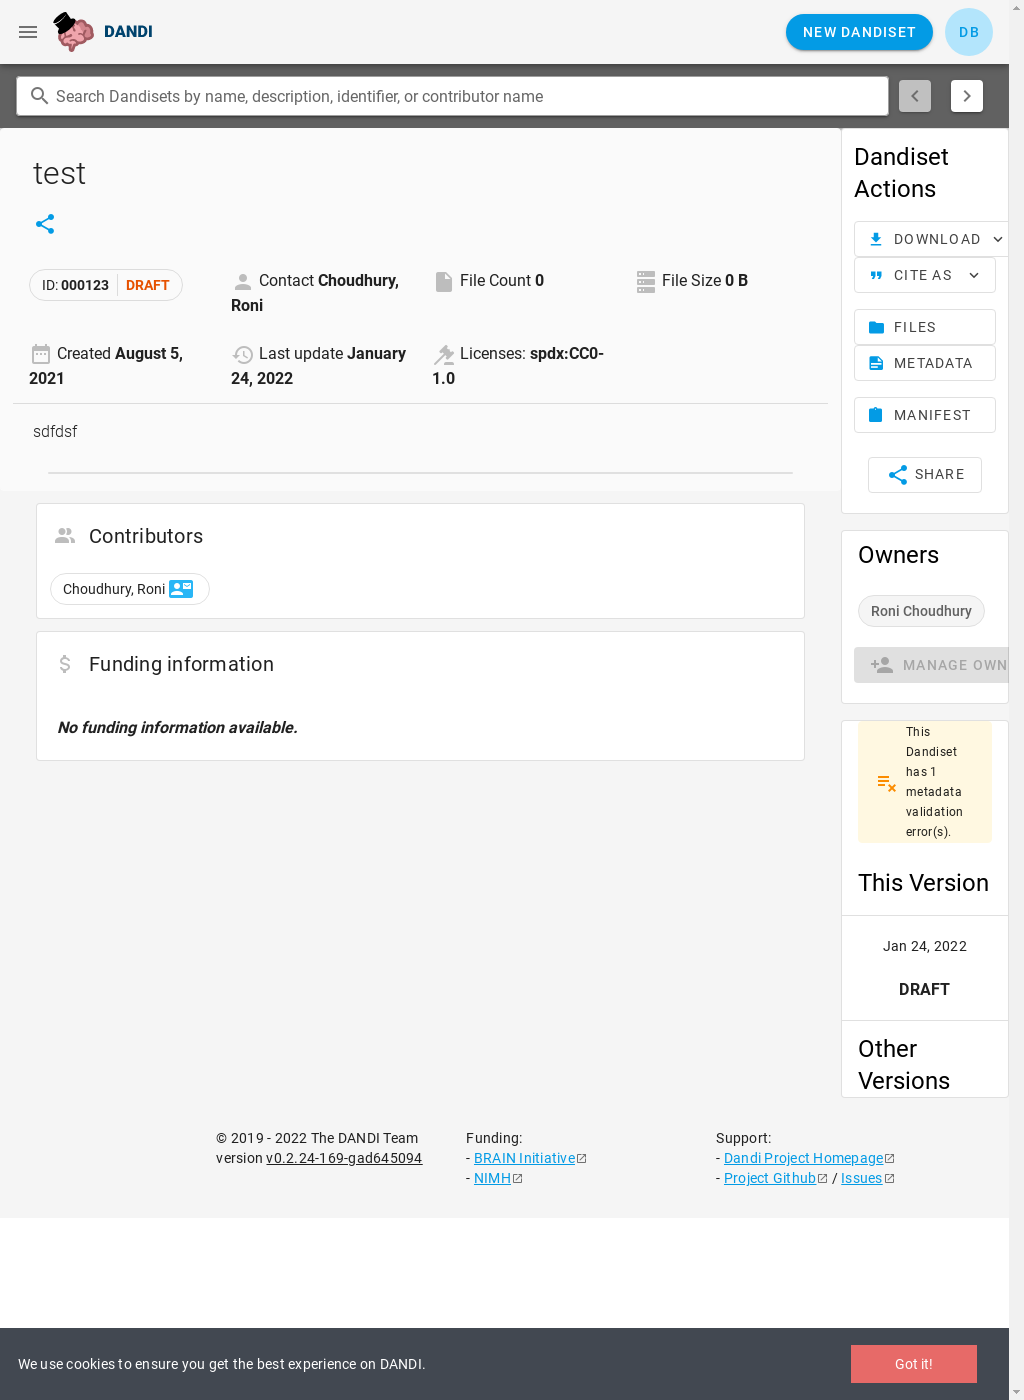 DANDI
NEW DANDISET
DB
Search Dandisets by name, description, identifier, or contributor name
test
ID: 000123 DRAFT
Contact Choudhury, Roni
File Count 0
File Size 0 B
Created August 5, 2021
Last update January 24, 2022
Licenses: spdx:CC0-1.0
sdfdsf
Contributors
Choudhury, Roni
Funding information
No funding information available.
Dandiset
Actions
DOWNLOAD
CITE AS
FILES
METADATA
MANIFEST
SHARE
Owners
Roni Choudhury
MANAGE OWN
This
Dandiset
has 1
metadata
validation
error(s).
This Version
Jan 24, 2022
DRAFT
Other
Versions
© 2019 - 2022 The DANDI Team
version v0.2.24-169-gad645094
Funding:
- BRAIN Initiative
- NIMH
Support:
- Dandi Project Homepage
- Project Github / Issues
We use cookies to ensure you get the best experience on DANDI.
Got it!